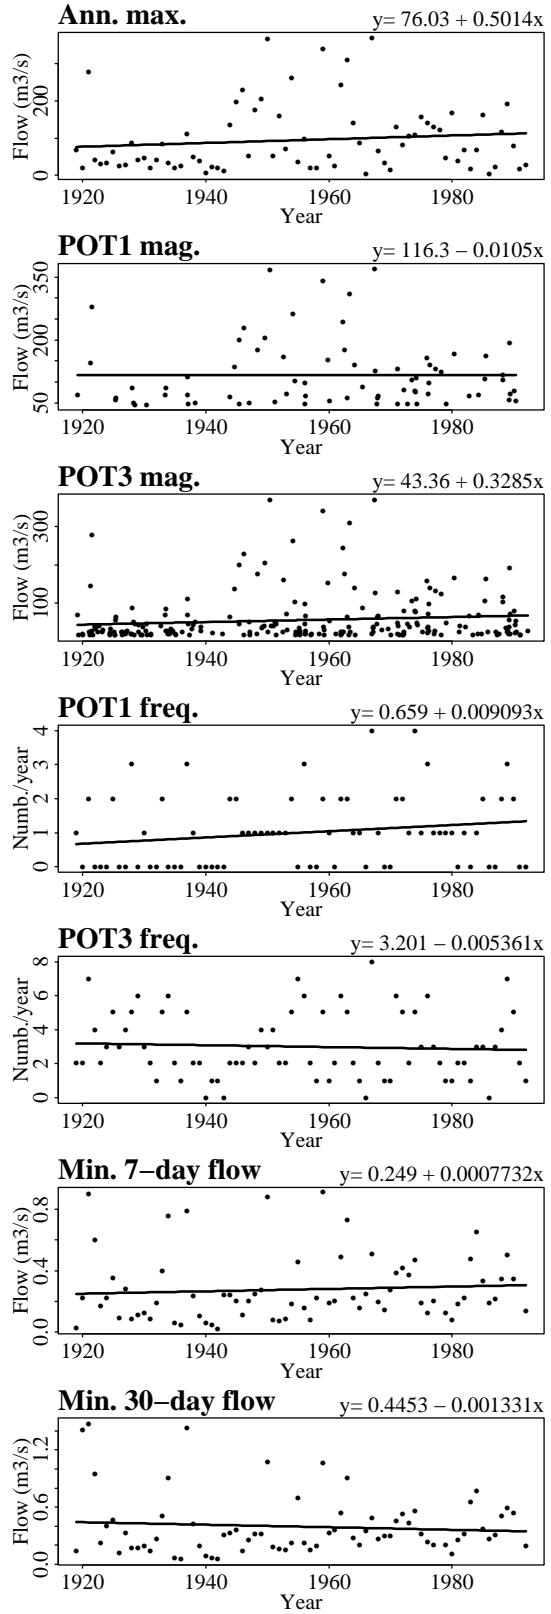 Ann. max.
y= 76.03 + 0.5014x
Flow (m3/s)
0 200
1920 1940 1960 1980
Year
POT1 mag.
y= 116.3 − 0.0105x
Flow (m3/s)
50 200 350
1920 1940 1960 1980
Year
POT3 mag.
y= 43.36 + 0.3285x
Flow (m3/s)
100 300
1920 1940 1960 1980
Year
POT1 freq.
y= 0.659 + 0.009093x
Numb./year
0 1 2 3 4
1920 1940 1960 1980
Year
POT3 freq.
y= 3.201 − 0.005361x
Numb./year
0 2 4 6 8
1920 1940 1960 1980
Year
Min. 7−day flow
y= 0.249 + 0.0007732x
Flow (m3/s)
0.0 0.4 0.8
1920 1940 1960 1980
Year
Min. 30−day flow
y= 0.4453 − 0.001331x
Flow (m3/s)
0.0 0.6 1.2
1920 1940 1960 1980
Year